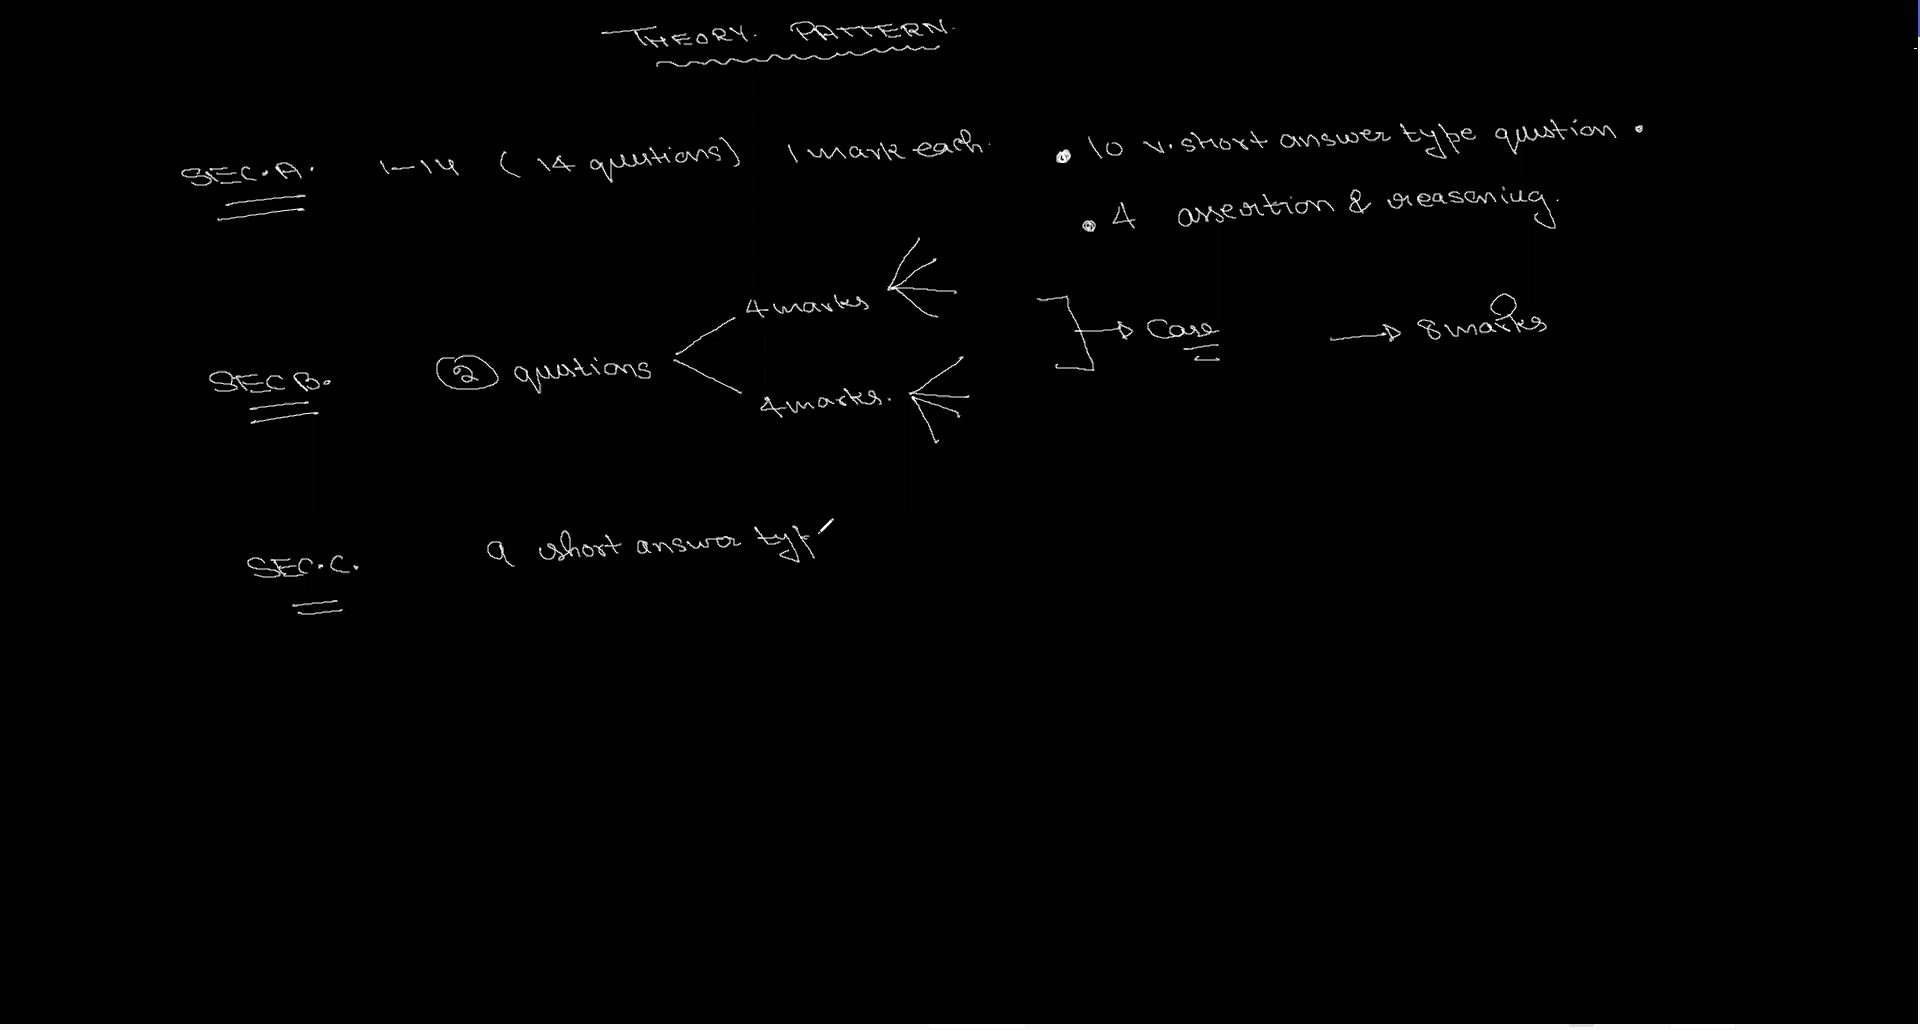 THEORY. PATTERN.
SEC.A. 1-14 (14 questions) 1 mark each. • 10 v.short answer type question.
• 4 assertion & reasoning.
SEC B. 2 questions 4 marks
4 marks.
→ Case → 8 marks
SEC.C. 9 short answer typ